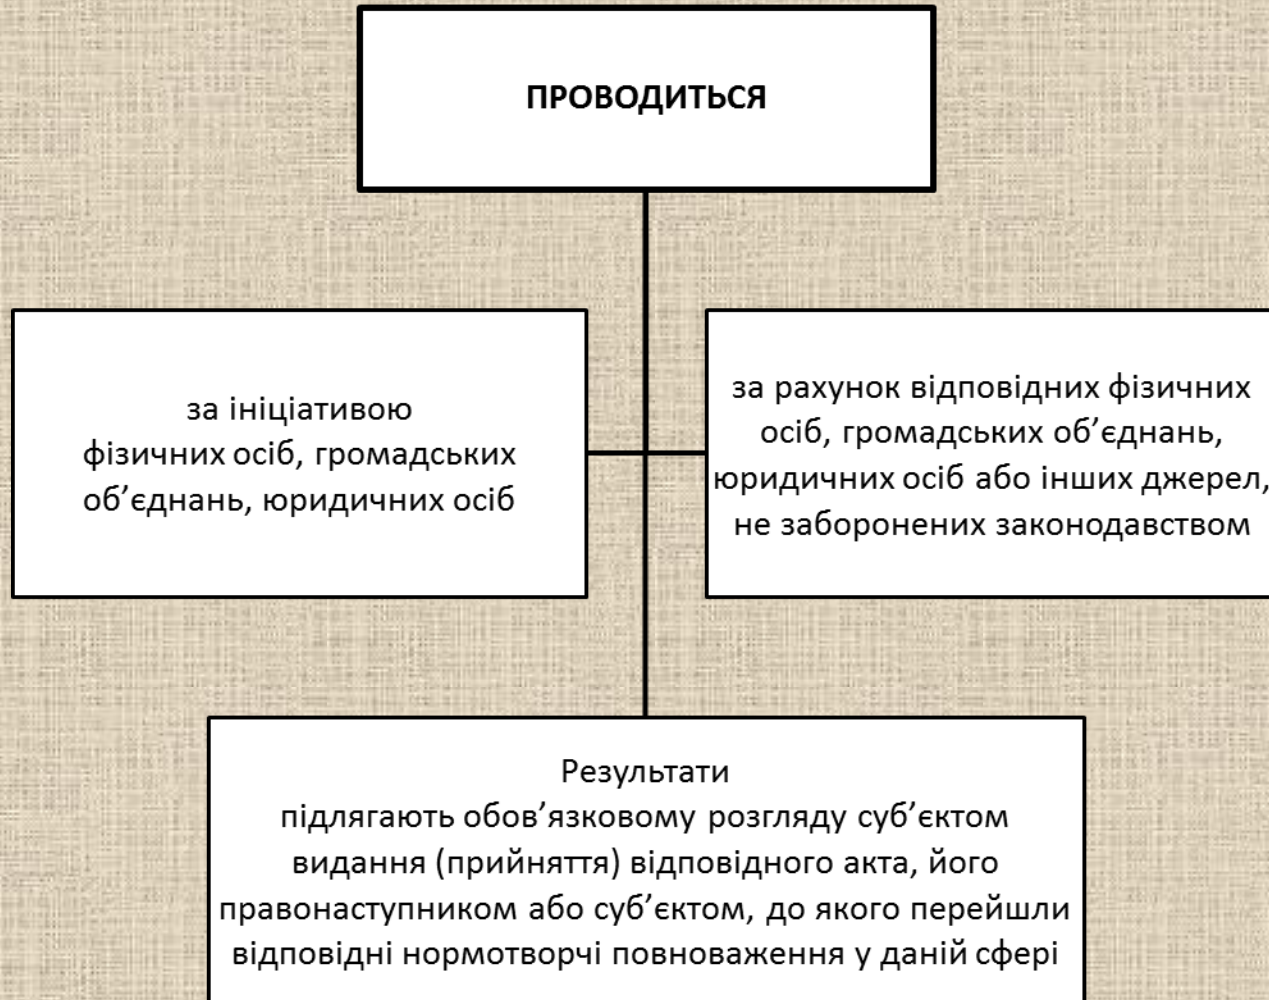 ПРОВОДИТЬСЯ
за ініціативою
фізичних осіб, громадських
об’єднань, юридичних осіб
за рахунок відповідних фізичних
осіб, громадських об’єднань,
юридичних осіб або інших джерел,
не заборонених законодавством
Результати
підлягають обов’язковому розгляду суб’єктом
видання (прийняття) відповідного акта, його
правонаступником або суб’єктом, до якого перейшли
відповідні нормотворчі повноваження у даній сфері